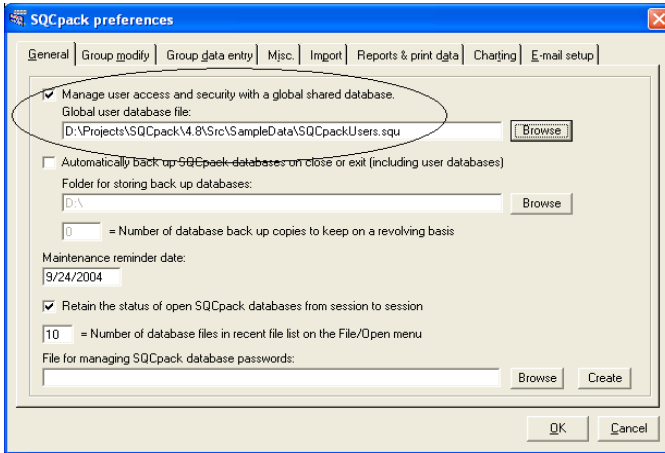 SQCpack preferences
General Group modify Group data entry Misc. Import Reports & print data Charting E-mail setup
Manage user access and security with a global shared database.
Global user database file:
D:\Projects\SQCpack\4.8\Src\SampleData\SQCpackUsers.squ Browse
Automatically back up SQCpack databases on close or exit (including user databases)
Folder for storing back up databases:
D:\ Browse
0 = Number of database back up copies to keep on a revolving basis
Maintenance reminder date:
9/24/2004
Retain the status of open SQCpack databases from session to session
10 = Number of database files in recent file list on the File/Open menu
File for managing SQCpack database passwords:
Browse Create
OK Cancel